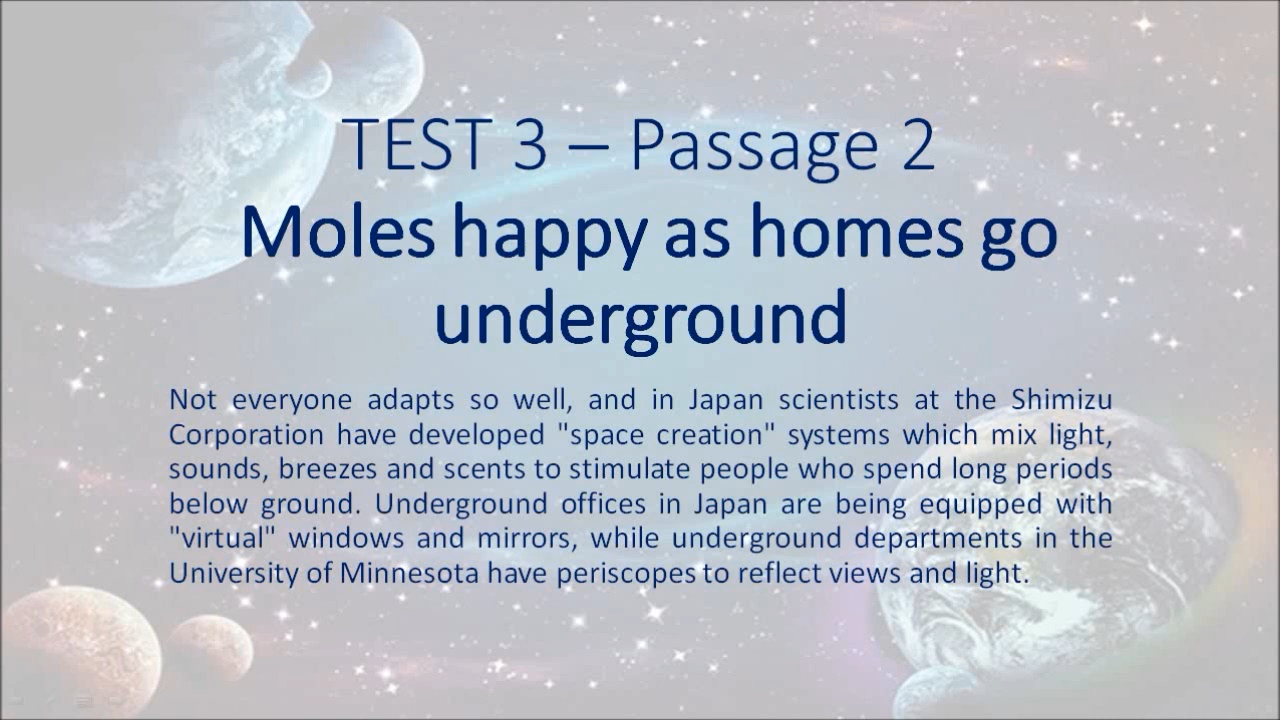 TEST 3 – Passage 2
Moles happy as homes go
underground
Not everyone adapts so well, and in Japan scientists at the Shimizu
Corporation have developed "space creation" systems which mix light,
sounds, breezes and scents to stimulate people who spend long periods
below ground. Underground offices in Japan are being equipped with
"virtual" windows and mirrors, while underground departments in the
University of Minnesota have periscopes to reflect views and light.